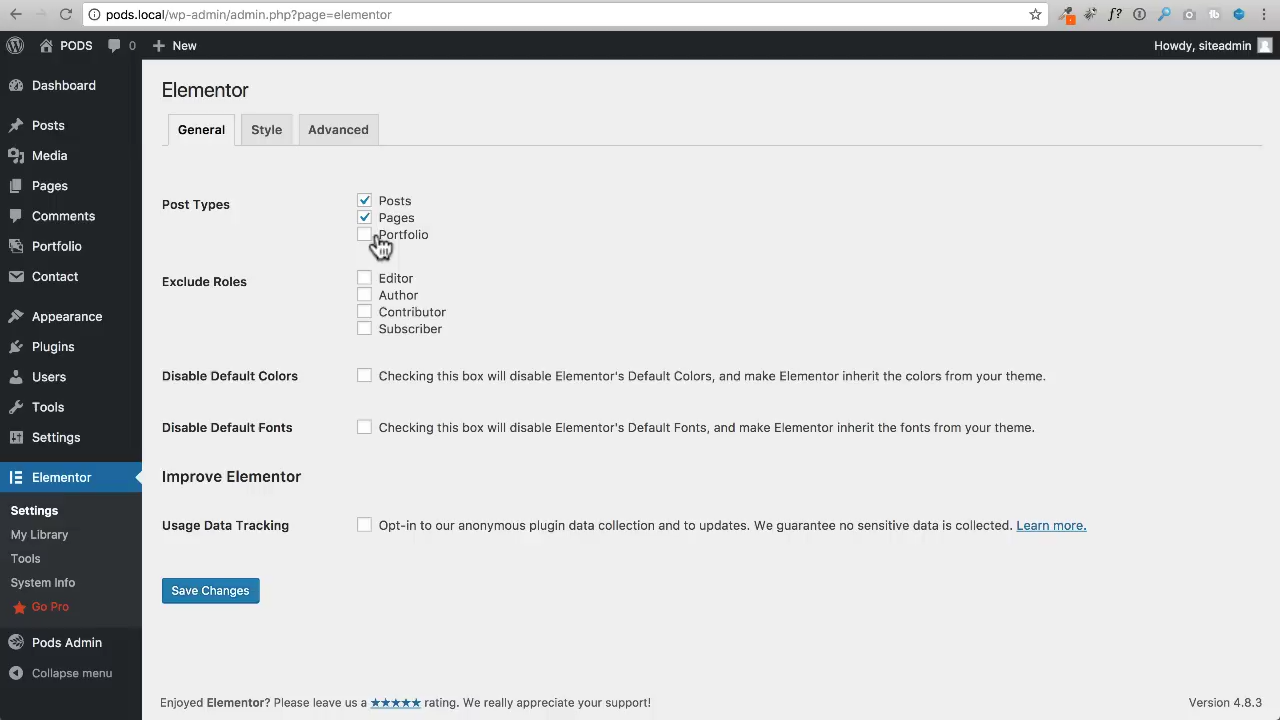 pods.local/wp-admin/admin.php?page=elementor
PODS 0 New Howdy, siteadmin
Dashboard
Posts
Media
Pages
Comments
Portfolio
Contact
Appearance
Plugins
Users
Tools
Settings
Elementor
Settings
My Library
Tools
System Info
Go Pro
Pods Admin
Collapse menu
Elementor
General Style Advanced
Post Types
Posts
Pages
Portfolio
Exclude Roles
Editor
Author
Contributor
Subscriber
Disable Default Colors Checking this box will disable Elementor's Default Colors, and make Elementor inherit the colors from your theme.
Disable Default Fonts Checking this box will disable Elementor's Default Fonts, and make Elementor inherit the fonts from your theme.
Improve Elementor
Usage Data Tracking Opt-in to our anonymous plugin data collection and to updates. We guarantee no sensitive data is collected. Learn more.
Save Changes
Enjoyed Elementor? Please leave us a ★★★★★ rating. We really appreciate your support! Version 4.8.3